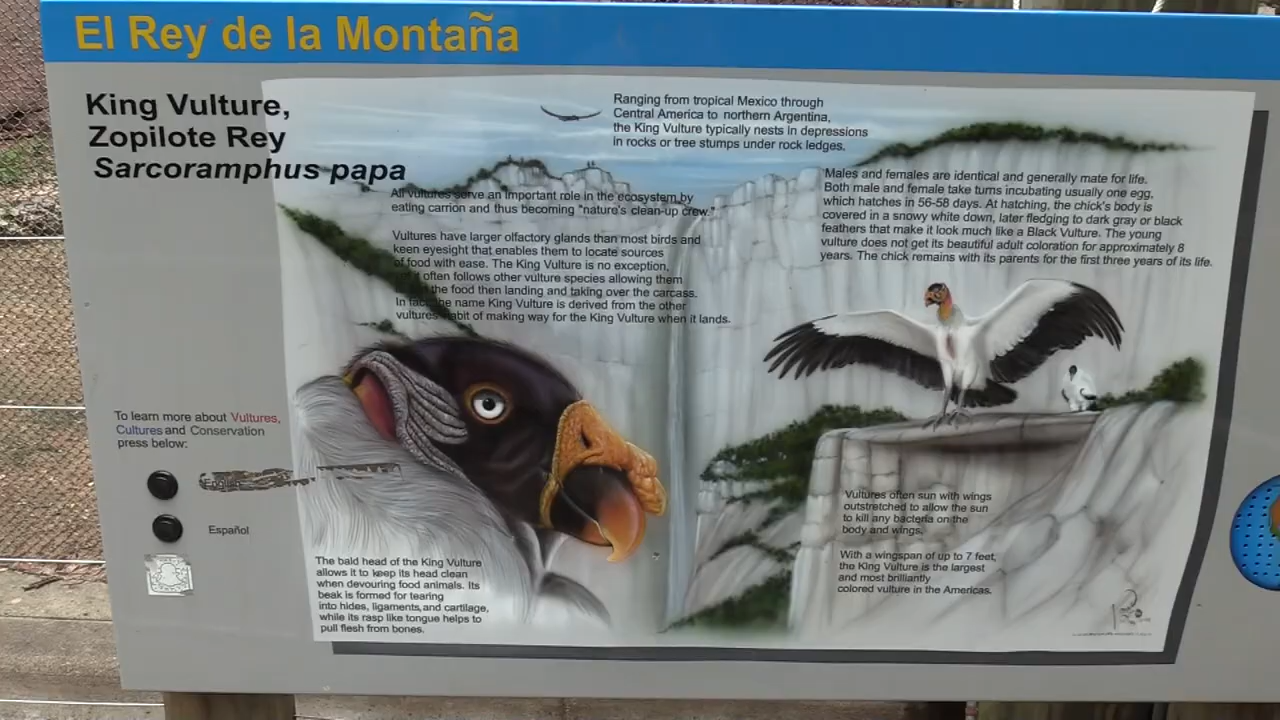 El Rey de la Montaña
King Vulture,
Zopilote Rey
Sarcoramphus papa
Ranging from tropical Mexico through
Central America to northern Argentina,
the King Vulture typically nests in depressions
in rocks or tree stumps under rock ledges.
All vultures serve an important role in the ecosystem by
eating carrion and thus becoming "nature's clean-up crew."
Vultures have larger olfactory glands than most birds and
keen eyesight that enables them to locate sources
of food with ease. The King Vulture is no exception,
it often follows other vulture species allowing them
the food then landing and taking over the carcass.
In fact the name King Vulture is derived from the other
vultures habit of making way for the King Vulture when it lands.
Males and females are identical and generally mate for life.
Both male and female take turns incubating usually one egg,
which hatches in 56-58 days. At hatching, the chick's body is
covered in a snowy white down, later fledging to dark gray or black
feathers that make it look much like a Black Vulture. The young
vulture does not get its beautiful adult coloration for approximately 8
years. The chick remains with its parents for the first three years of its life.
To learn more about Vultures,
Cultures and Conservation
press below:
English
Español
The bald head of the King Vulture
allows it to keep its head clean
when devouring food animals. Its
beak is formed for tearing
into hides, ligaments, and cartilage,
while its rasp like tongue helps to
pull flesh from bones.
Vultures often sun with wings
outstretched to allow the sun
to kill any bacteria on the
body and wings.
With a wingspan of up to 7 feet,
the King Vulture is the largest
and most brilliantly
colored vulture in the Americas.